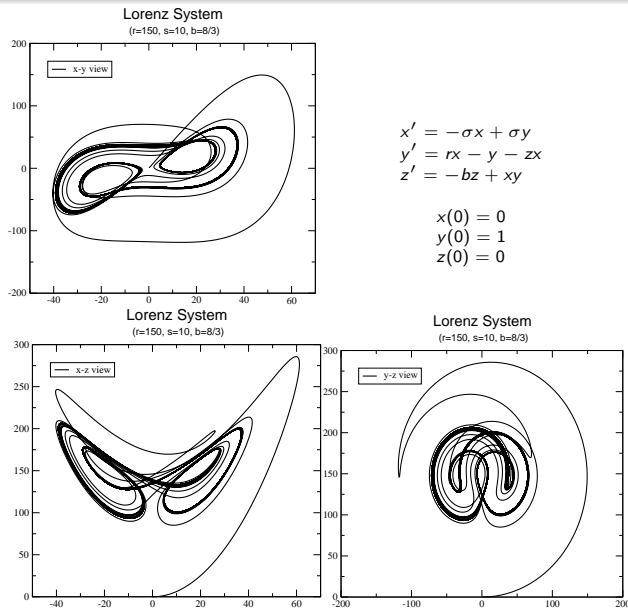 Lorenz System
(r=150, s=10, b=8/3)
200
100
0
-100
-200
-40 -20 0 20 40 60
x-y view
x′ = −σx + σy
y′ = rx − y − zx
z′ = −bz + xy
x(0) = 0
y(0) = 1
z(0) = 0
Lorenz System
(r=150, s=10, b=8/3)
300
250
200
150
100
50
0
-40 -20 0 20 40 60
x-z view
Lorenz System
(r=150, s=10, b=8/3)
300
250
200
150
100
50
0
-200 -100 0 100 200
y-z view